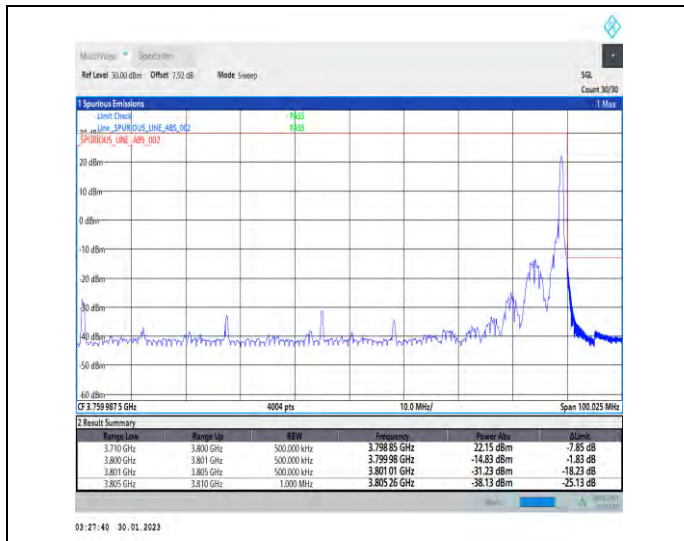 MultiView Spectrum
Ref Level 30.00 dBm Offset 7.92 dB Mode Sweep SGL
Count 30/30
1 Spurious Emissions 1 Max
Limit Check PASS
Line _SPURIOUS_LINE_ABS_002 PASS
_SPURIOUS_LINE_ABS_002
20 dBm
10 dBm
0 dBm
-10 dBm
-20 dBm
-30 dBm
-40 dBm
-50 dBm
-60 dBm
CF 3.759 987 5 GHz 4004 pts 10.0 MHz/ Span 100.025 MHz
2 Result Summary
Range Low Range Up RBW Frequency Power Abs ΔLimit
3.710 GHz 3.800 GHz 500.000 kHz 3.798 85 GHz 22.15 dBm -7.85 dB
3.800 GHz 3.801 GHz 500.000 kHz 3.799 98 GHz -14.83 dBm -1.83 dB
3.801 GHz 3.805 GHz 500.000 kHz 3.801 01 GHz -31.23 dBm -18.23 dB
3.805 GHz 3.810 GHz 1.000 MHz 3.805 26 GHz -38.13 dBm -25.13 dB
03:27:40 30.01.2023